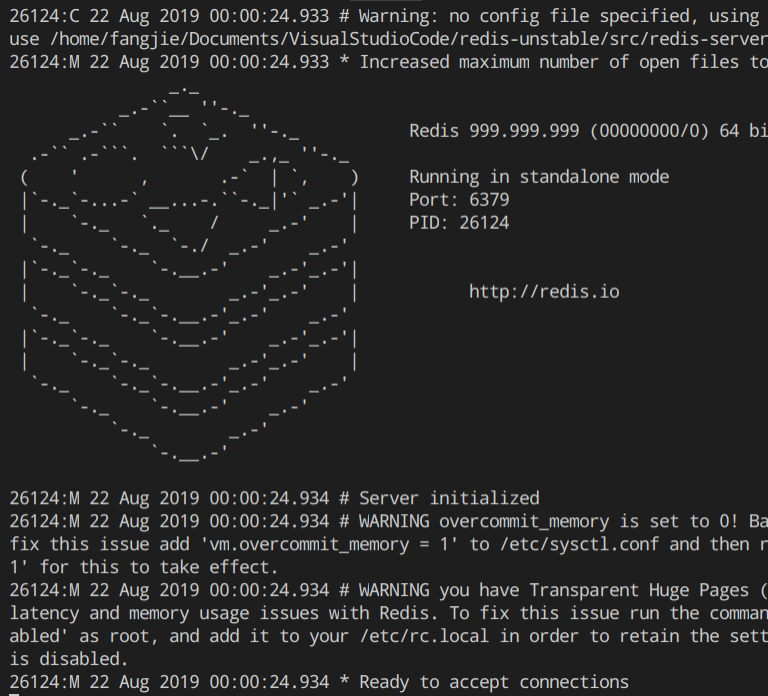 26124:C 22 Aug 2019 00:00:24.933 # Warning: no config file specified, using
use /home/fangjie/Documents/VisualStudioCode/redis-unstable/src/redis-server
26124:M 22 Aug 2019 00:00:24.933 * Increased maximum number of open files to
Redis 999.999.999 (00000000/0) 64 bi
Running in standalone mode
Port: 6379
PID: 26124
http://redis.io
26124:M 22 Aug 2019 00:00:24.934 # Server initialized
26124:M 22 Aug 2019 00:00:24.934 # WARNING overcommit_memory is set to 0! Ba
fix this issue add 'vm.overcommit_memory = 1' to /etc/sysctl.conf and then r
1' for this to take effect.
26124:M 22 Aug 2019 00:00:24.934 # WARNING you have Transparent Huge Pages (
latency and memory usage issues with Redis. To fix this issue run the comman
abled' as root, and add it to your /etc/rc.local in order to retain the sett
is disabled.
26124:M 22 Aug 2019 00:00:24.934 * Ready to accept connections